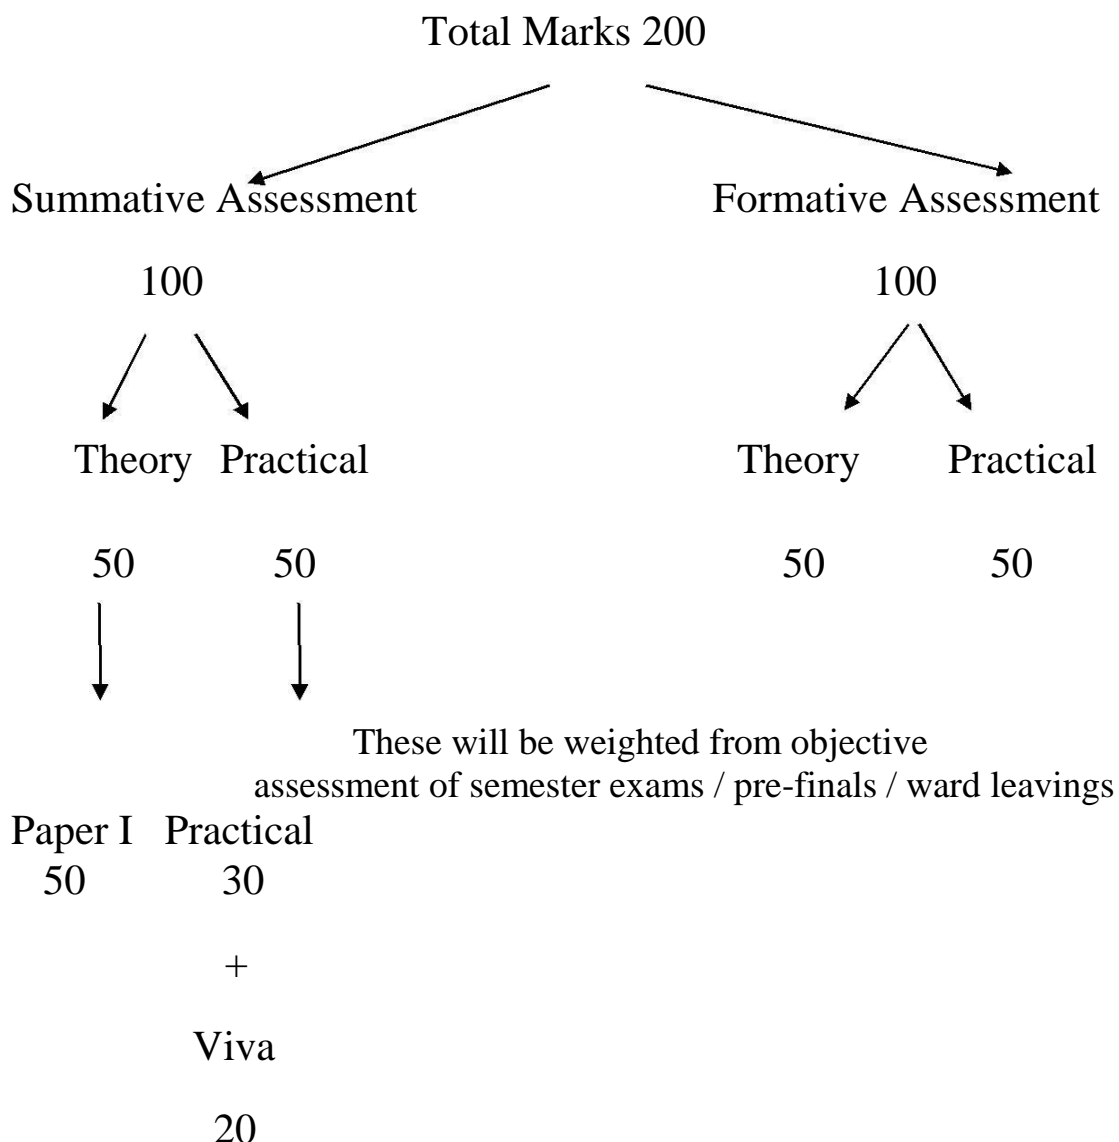 Total Marks 200
Summative Assessment Formative Assessment
100 100
Theory Practical Theory Practical
50 50 50 50
These will be weighted from objective
assessment of semester exams / pre-finals / ward leavings
Paper I Practical
50 30
+
Viva
20